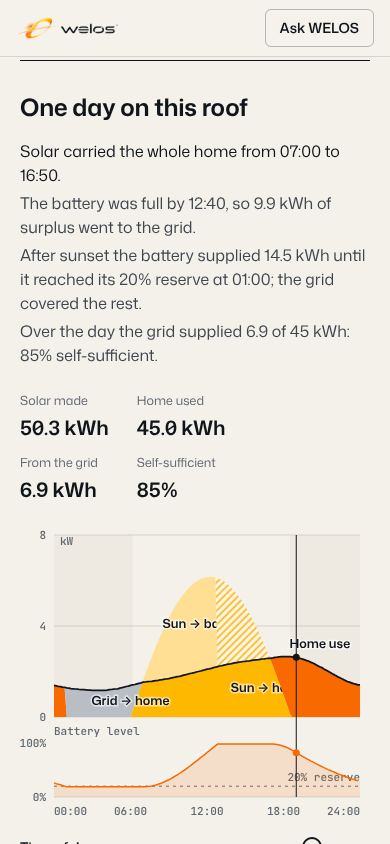 welos
Ask WELOS
One day on this roof
Solar carried the whole home from 07:00 to
16:50.
The battery was full by 12:40, so 9.9 kWh of
surplus went to the grid.
After sunset the battery supplied 14.5 kWh until
it reached its 20% reserve at 01:00; the grid
covered the rest.
Over the day the grid supplied 6.9 of 45 kWh:
85% self-sufficient.
Solar made
Home used
50.3 kWh
45.0 kWh
From the grid
Self-sufficient
6.9 kWh
85%
8
kW
Sun → ba
4
Home use
Sun → h
Grid → home
0
Battery level
100%
20% reserve
0%
00:00 06:00 12:00 18:00 24:00